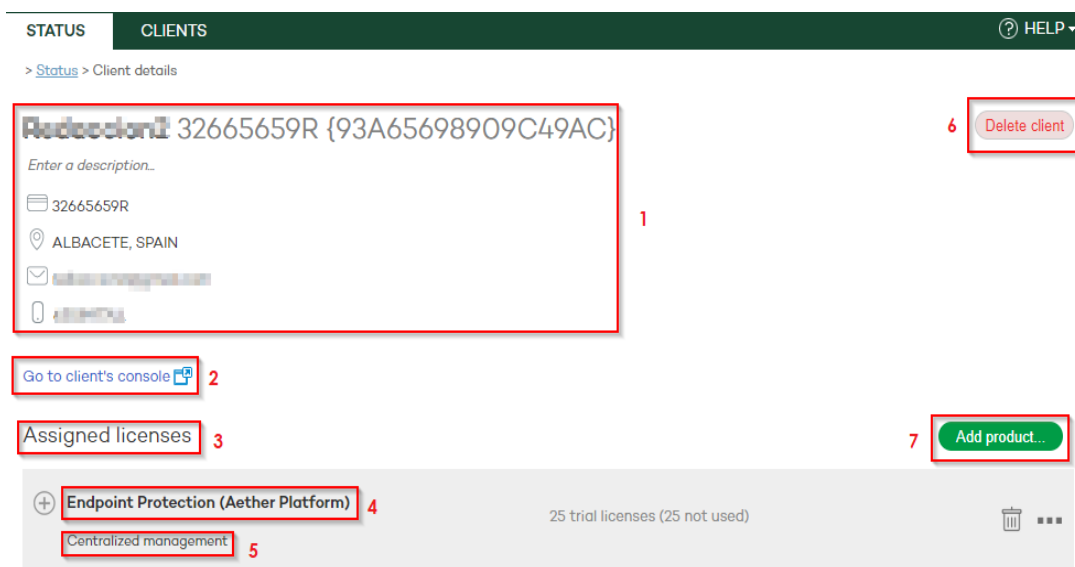 STATUS CLIENTS HELP
> Status > Client details
32665659R {93A65698909C49AC}
6 Delete client
Enter a description...
32665659R
1
ALBACETE, SPAIN
Go to client's console 2
Assigned licenses 3
7 Add product...
Endpoint Protection (Aether Platform) 4
25 trial licenses (25 not used)
Centralized management 5